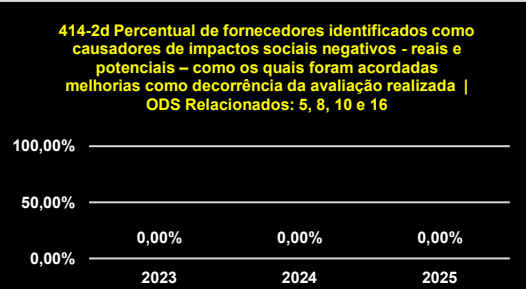 414-2d Percentual de fornecedores identificados como
causadores de impactos sociais negativos - reais e
potenciais – como os quais foram acordadas
melhorias como decorrência da avaliação realizada |
ODS Relacionados: 5, 8, 10 e 16
100,00%
50,00%
0,00% 0,00% 0,00%
0,00%
2023 2024 2025